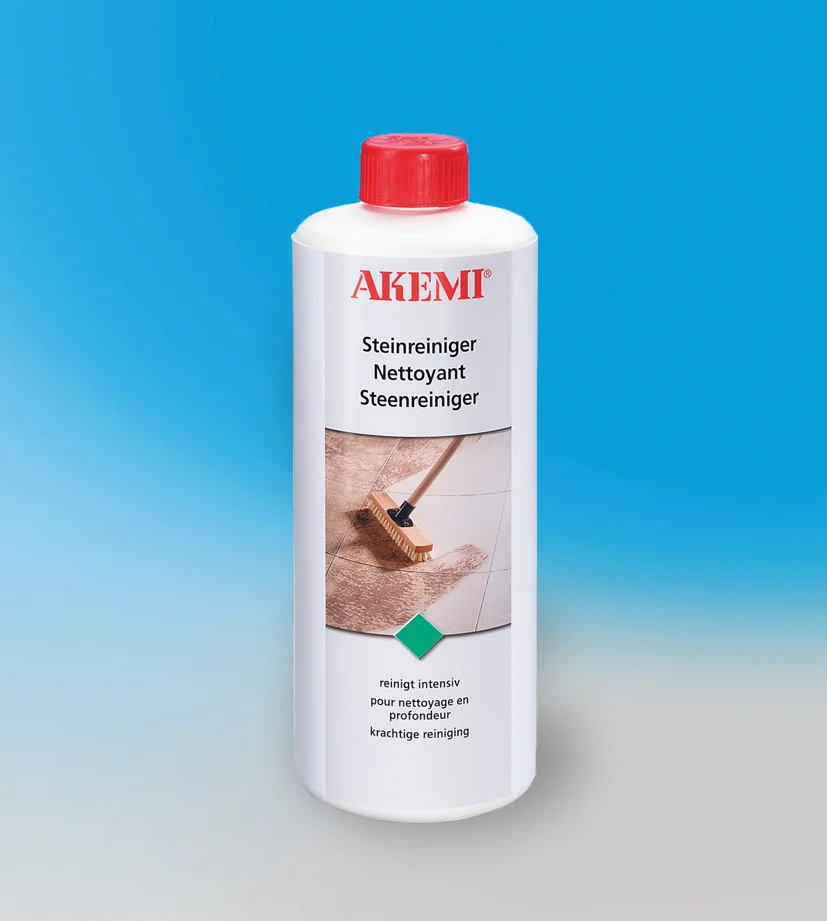 AKEMI®
Steinreiniger
Nettoyant
Steenreiniger
reinigt intensiv
pour nettoyage en
profondeur
krachtige reiniging